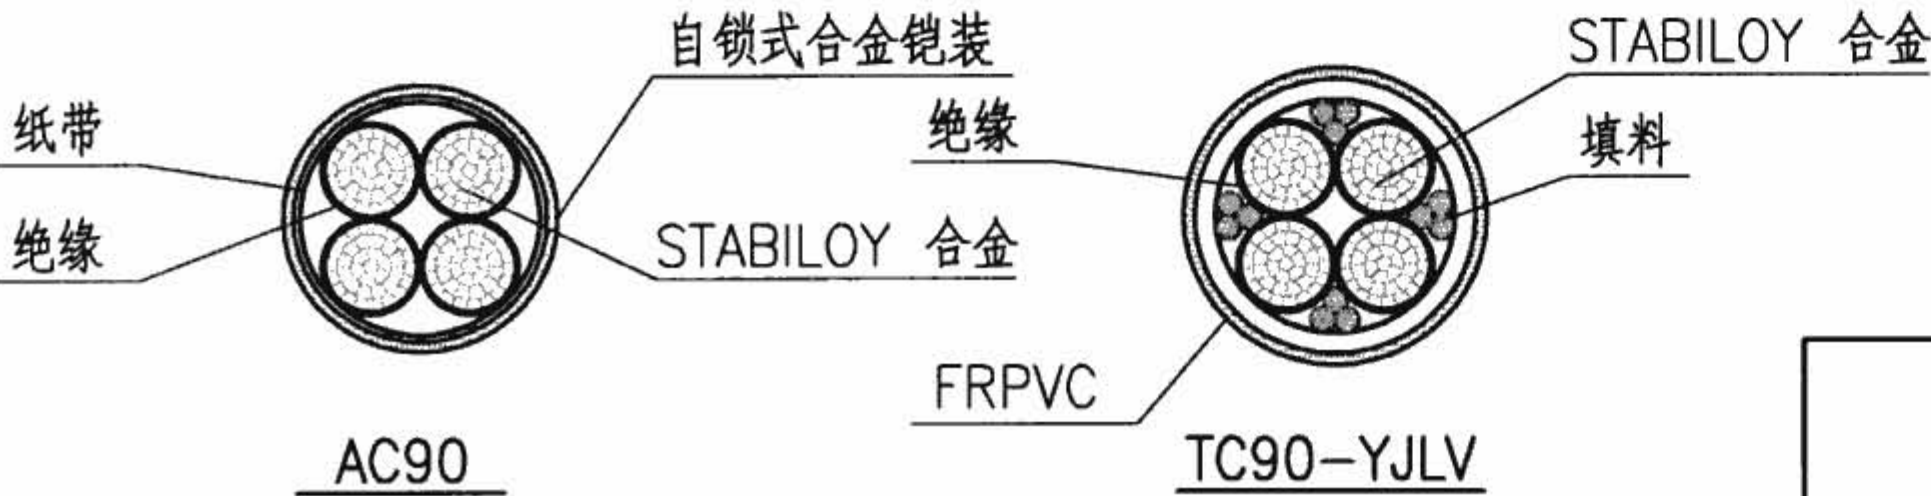 自锁式合金铠装
纸带
绝缘
STABILOY 合金
AC90
STABILOY 合金
绝缘
填料
FRPVC
TC90-YJLV